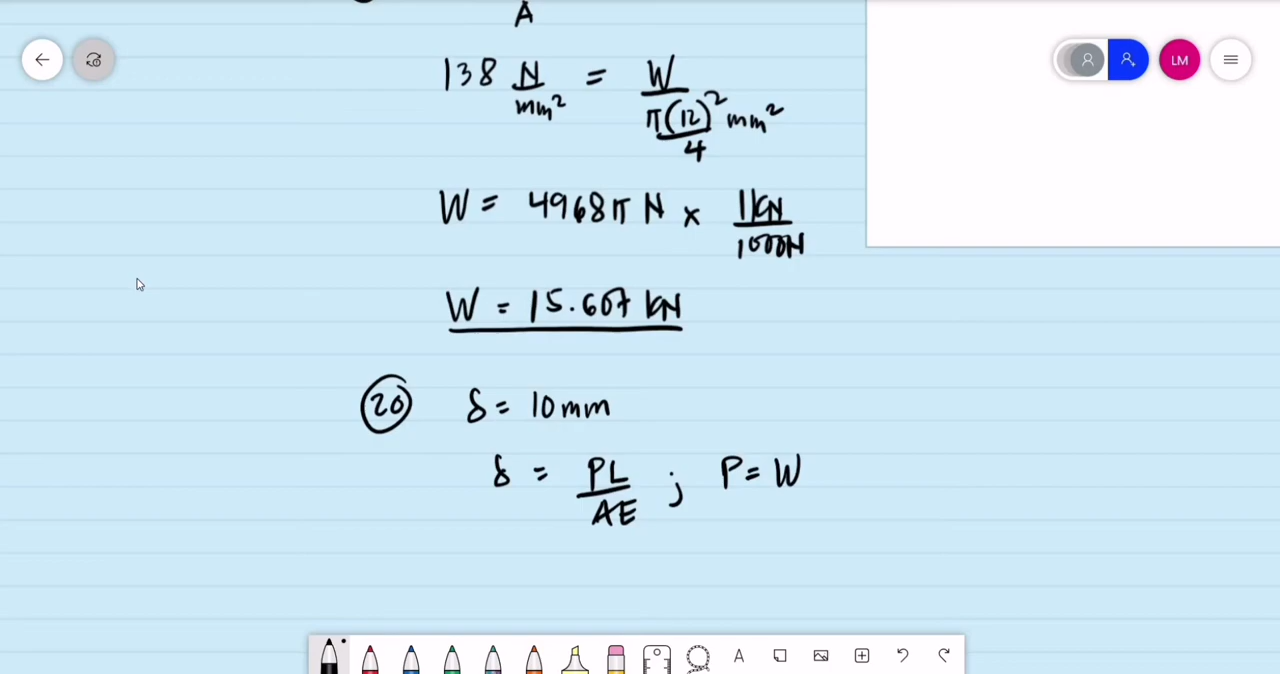 A
138 N/mm² = W/(π(12)²/4 mm²)
W = 4968π N x 1KN/1000N
W = 15.607 KN
20 δ = 10mm
δ = PL/AE ; P = W
LM
A